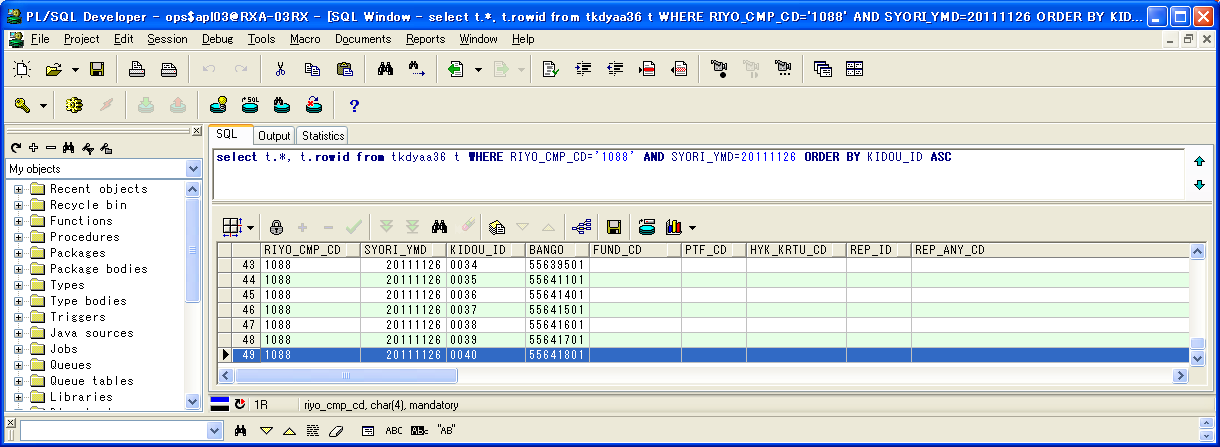 PL/SQL Developer - ops$apl03@RXA-03RX - [SQL Window - select t.*, t.rowid from tkdyaa36 t WHERE RIYO_CMP_CD='1088' AND SYORI_YMD=20111126 ORDER BY KID...
File Project Edit Session Debug Tools Macro Documents Reports Window Help
SQL Output Statistics
select t.*, t.rowid from tkdyaa36 t WHERE RIYO_CMP_CD='1088' AND SYORI_YMD=20111126 ORDER BY KIDOU_ID ASC
My objects
Recent objects
Recycle bin
Functions
Procedures
Packages
Package bodies
Types
Type bodies
Triggers
Java sources
Jobs
Queues
Queue tables
Libraries
RIYO_CMP_CD SYORI_YMD KIDOU_ID BANGO FUND_CD PTF_CD HYK_KRTU_CD REP_ID REP_ANY_CD
43 1088 20111126 0034 55639501
44 1088 20111126 0035 55641101
45 1088 20111126 0036 55641401
46 1088 20111126 0037 55641501
47 1088 20111126 0038 55641601
48 1088 20111126 0039 55641701
49 1088 20111126 0040 55641801
1R riyo_cmp_cd, char(4), mandatory
ABC "AB"